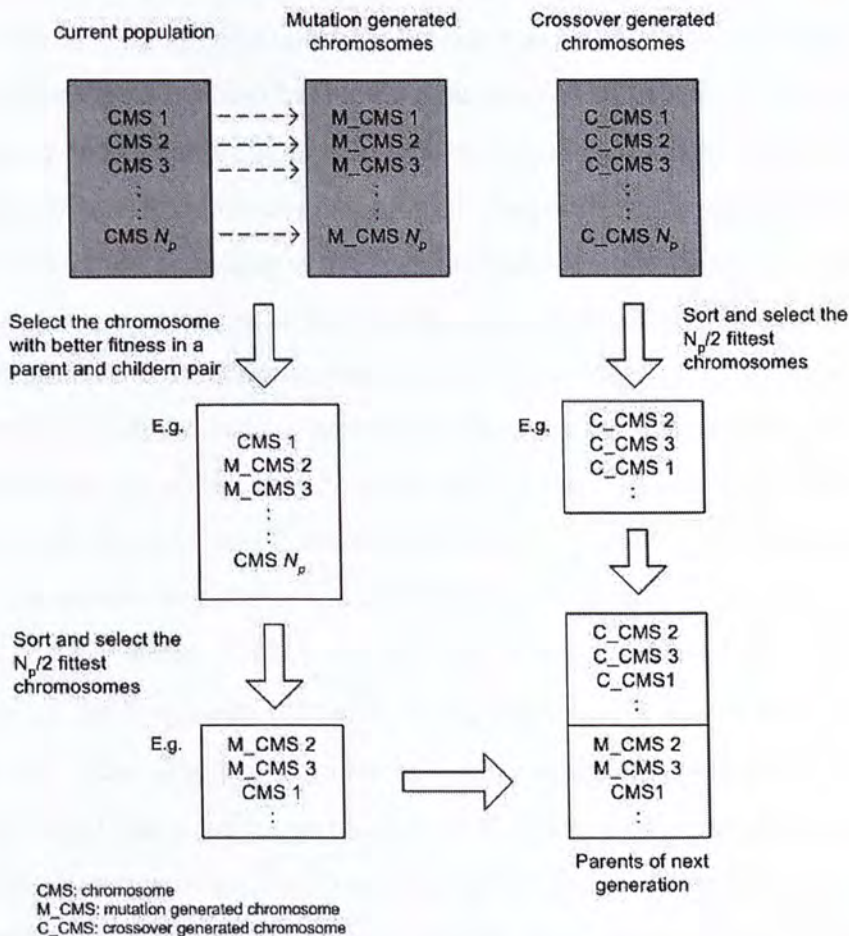 Current population
Mutation generated
chromosomes
Crossover generated
chromosomes
CMS 1
CMS 2
CMS 3
CMS Np
M_CMS 1
M_CMS 2
M_CMS 3
M_CMS Np
C_CMS 1
C_CMS 2
C_CMS 3
C_CMS Np
Select the chromosome
with better fitness in a
parent and childern pair
Sort and select the
Np/2 fittest
chromosomes
E.g.
CMS 1
M_CMS 2
M_CMS 3
CMS Np
E.g.
C_CMS 2
C_CMS 3
C_CMS 1
Sort and select the
Np/2 fittest
chromosomes
E.g.
M_CMS 2
M_CMS 3
CMS 1
C_CMS 2
C_CMS 3
C_CMS1
M_CMS 2
M_CMS 3
CMS1
Parents of next
generation
CMS: chromosome
M_CMS: mutation generated chromosome
C_CMS: crossover generated chromosome